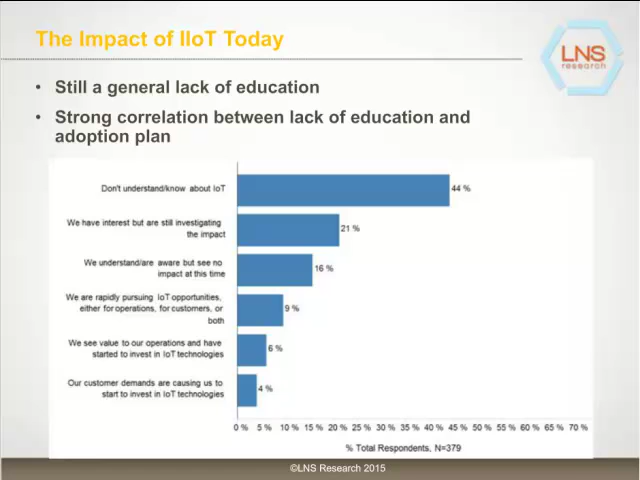 The Impact of IIoT Today
LNS
research
• Still a general lack of education
• Strong correlation between lack of education and
adoption plan
Don't understand/know about IoT
44 %
We have interest but are still investigating
the impact
21 %
We understand/are aware but see no
impact at this time
16 %
We are rapidly pursuing IoT opportunities,
either for operations, for customers, or
both
9 %
We see value to our operations and have
started to invest in IoT technologies
6 %
Our customer demands are causing us to
start to invest in IoT technologies
4 %
0 % 5 % 10 % 15 % 20 % 25 % 30 % 35 % 40 % 45 % 50 % 55 % 60 % 65 % 70 %
% Total Respondents, N=379
©LNS Research 2015